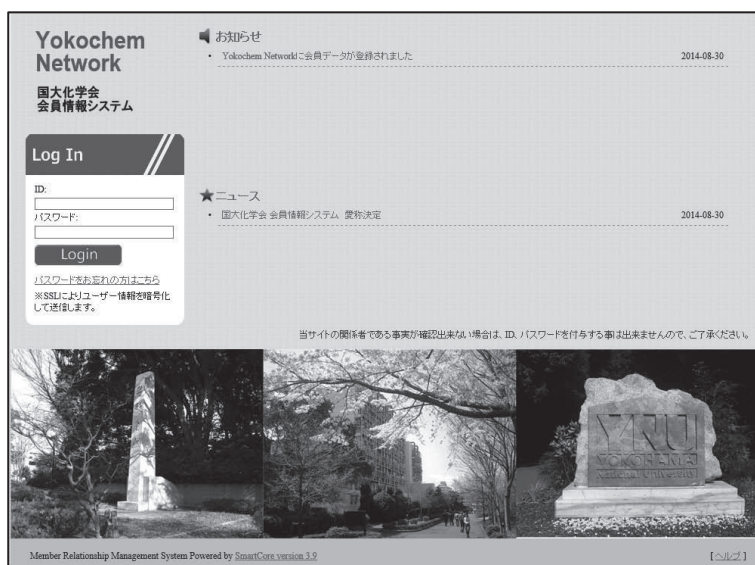 Yokochem
Network
国大化学会
会員情報システム
Log In
ID:
パスワード:
Login
パスワードをお忘れの方はこちら
※SSLによりユーザー情報を暗号化
して送信します。
お知らせ
・ Yokochem Networkに会員データが登録されました 2014-08-30
★ニュース
・ 国大化学会 会員情報システム 愛称決定 2014-08-30
当サイトの関係者である事実が確認出来ない場合は、ID、パスワードを付与する事は出来ませんので、ご了承ください。
YNU
YOKOHAMA
National University
Member Relationship Management System Powered by SmartCore version 3.9
[ヘルプ]